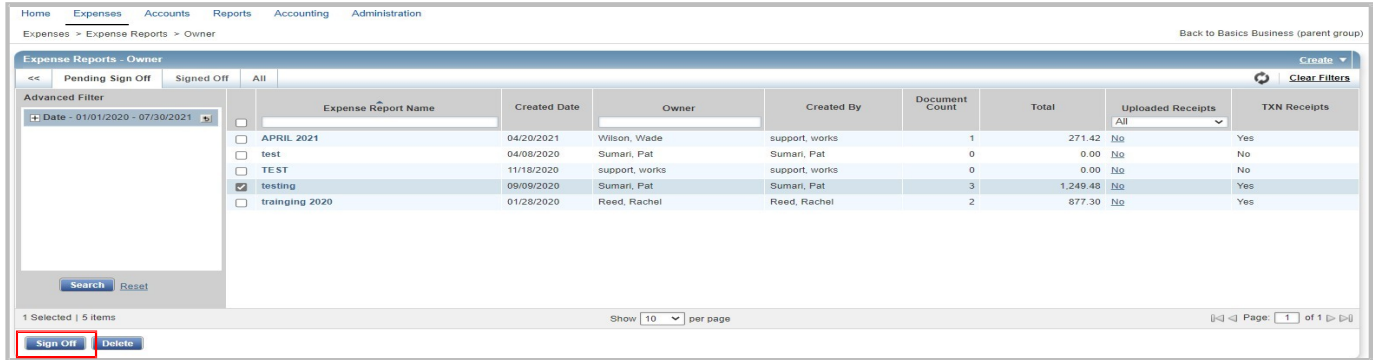 Home Expenses Accounts Reports Accounting Administration
Expenses > Expense Reports > Owner Back to Basics Business (parent group)
Expense Reports - Owner Create
<< Pending Sign Off Signed Off All Clear Filters
Advanced Filter
Date - 01/01/2020 - 07/30/2021
Expense Report Name Created Date Owner Created By Document Count Total Uploaded Receipts TXN Receipts
All
APRIL 2021 04/20/2021 Wilson, Wade support, works 1 271.42 No Yes
test 04/08/2020 Sumari, Pat Sumari, Pat 0 0.00 No No
TEST 11/18/2020 support, works support, works 0 0.00 No No
testing 09/09/2020 Sumari, Pat Sumari, Pat 3 1,249.48 No Yes
trainging 2020 01/28/2020 Reed, Rachel Reed, Rachel 2 877.30 No Yes
Search Reset
1 Selected | 5 items Show 10 per page Page: 1 of 1
Sign Off Delete